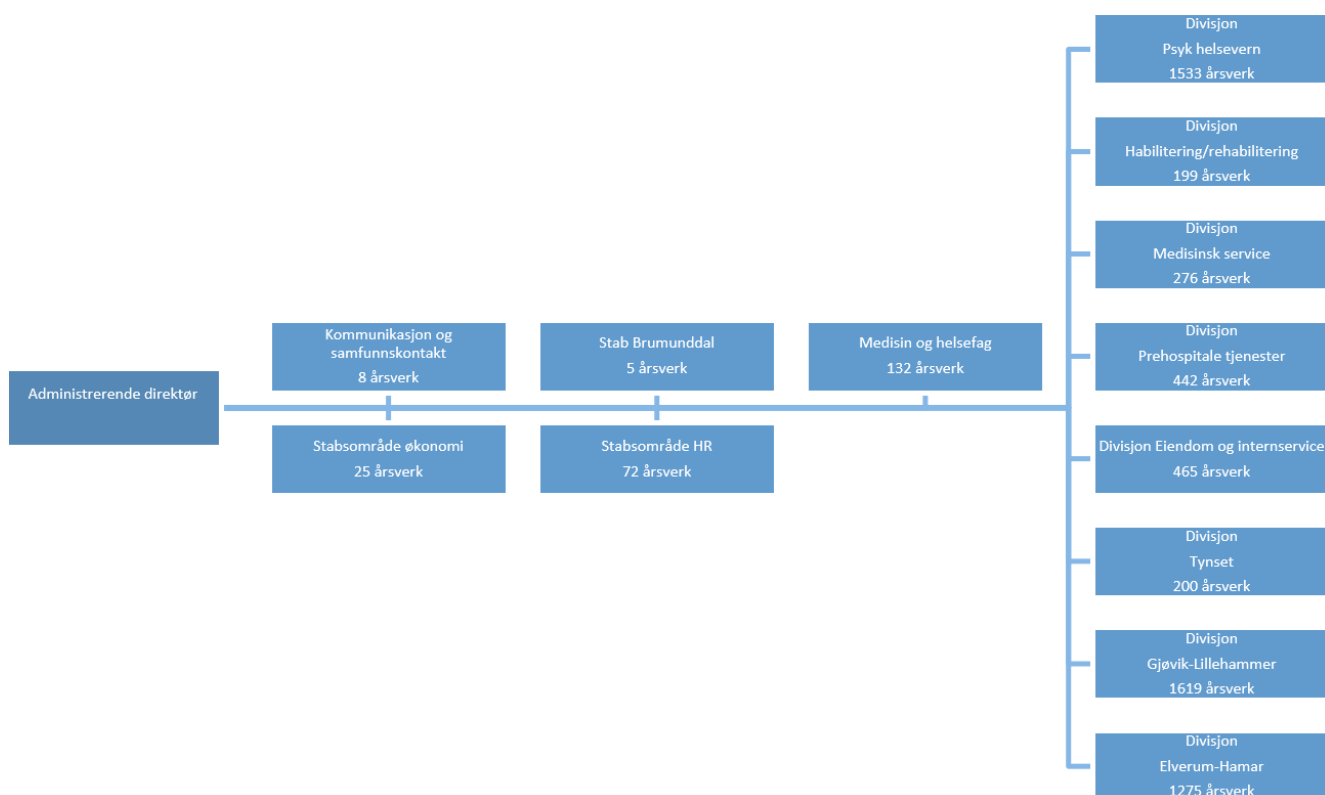 Administrerende direktør
Kommunikasjon og
samfunnskontakt
8 årsverk
Stabsområde økonomi
25 årsverk
Stab Brumunddal
5 årsverk
Stabsområde HR
72 årsverk
Medisin og helsefag
132 årsverk
Divisjon
Psyk helsevern
1533 årsverk
Divisjon
Habilitering/rehabilitering
199 årsverk
Divisjon
Medisinsk service
276 årsverk
Divisjon
Prehospitale tjenester
442 årsverk
Divisjon Eiendom og internservice
465 årsverk
Divisjon
Tynset
200 årsverk
Divisjon
Gjøvik-Lillehammer
1619 årsverk
Divisjon
Elverum-Hamar
1275 årsverk